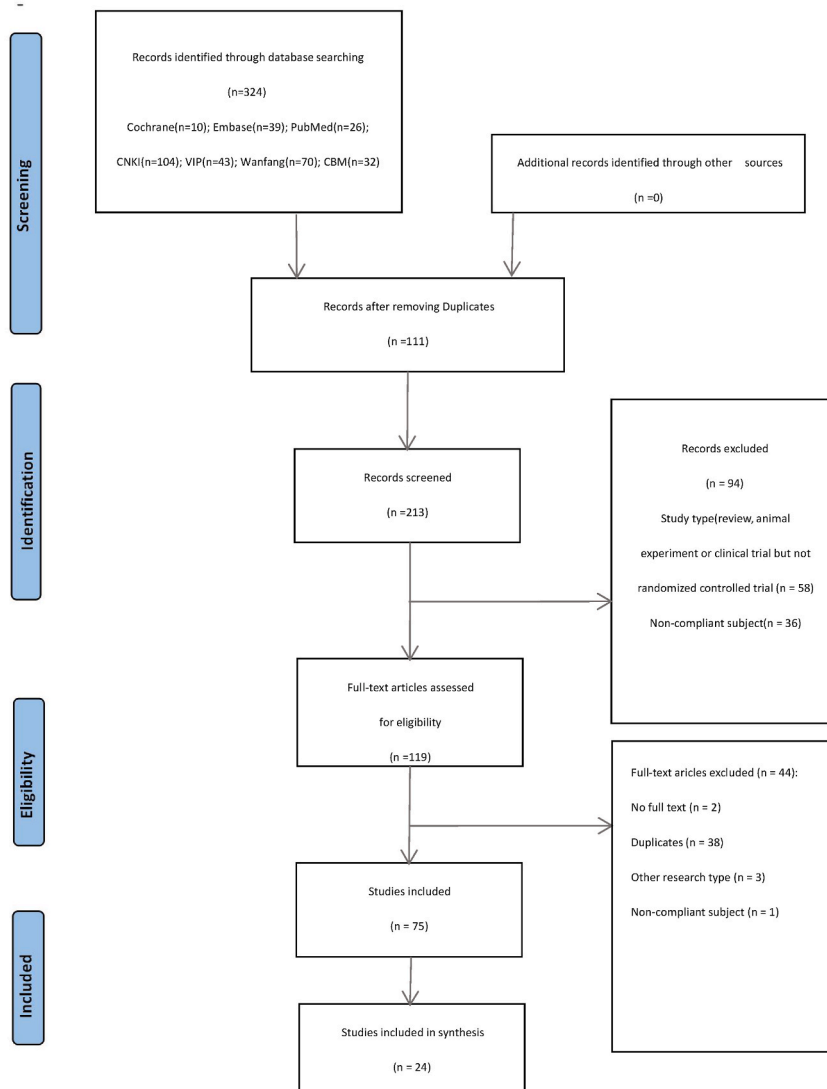 Screening
Records identified through database searching
(n=324)
Cochrane(n=10); Embase(n=39); PubMed(n=26);
CNKI(n=104); VIP(n=43); Wanfang(n=70); CBM(n=32)
Additional records identified through other sources
(n =0)
Records after removing Duplicates
(n =111)
Identification
Records screened
(n =213)
Records excluded
(n = 94)
Study type(review, animal
experiment or clinical trial but not
randomized controlled trial (n = 58)
Non-compliant subject(n = 36)
Eligibility
Full-text articles assessed
for eligibility
(n =119)
Full-text aricles excluded (n = 44):
No full text (n = 2)
Duplicates (n = 38)
Other research type (n = 3)
Non-compliant subject (n = 1)
Included
Studies included
(n = 75)
Studies included in synthesis
(n = 24)